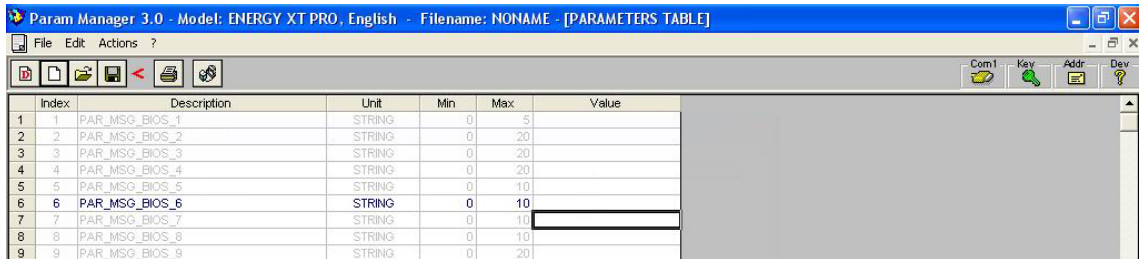 Param Manager 3.0 - Model: ENERGY XT PRO, English - Filename: NONAME - [PARAMETERS TABLE]
File Edit Actions ?
Com1 Key Addr Dev
Index Description Unit Min Max Value
1 1 PAR_MSG_BIOS_1 STRING 0 5
2 2 PAR_MSG_BIOS_2 STRING 0 20
3 3 PAR_MSG_BIOS_3 STRING 0 20
4 4 PAR_MSG_BIOS_4 STRING 0 20
5 5 PAR_MSG_BIOS_5 STRING 0 10
6 6 PAR_MSG_BIOS_6 STRING 0 10
7 7 PAR_MSG_BIOS_7 STRING 0 10
8 8 PAR_MSG_BIOS_8 STRING 0 10
9 9 PAR_MSG_BIOS_9 STRING 0 20